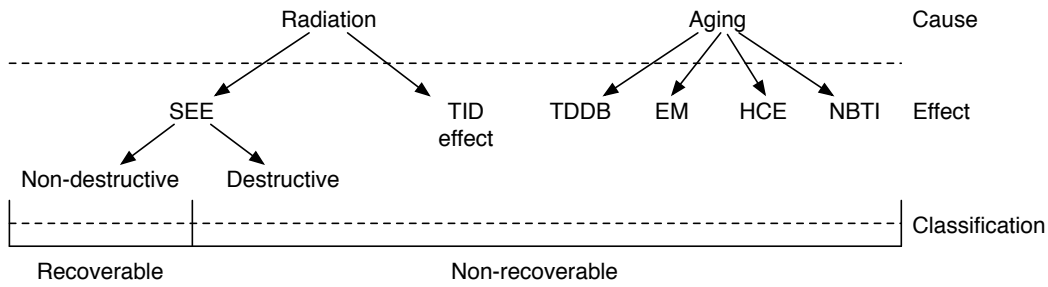 Radiation Aging Cause
SEE TID effect TDDB EM HCE NBTI Effect
Non-destructive Destructive
Classification
Recoverable Non-recoverable